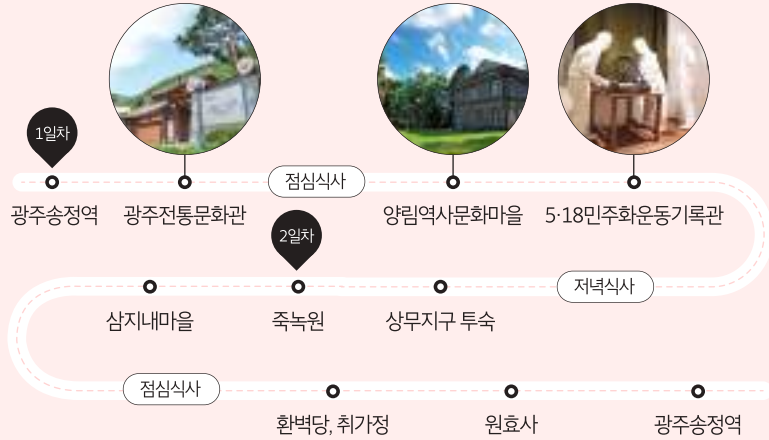 1일차
광주송정역
광주전통문화관
점심식사
양림역사문화마을
5·18민주화운동기록관
저녁식사
상무지구 투숙
2일차
죽녹원
삼지내마을
점심식사
환벽당, 취가정
원효사
광주송정역